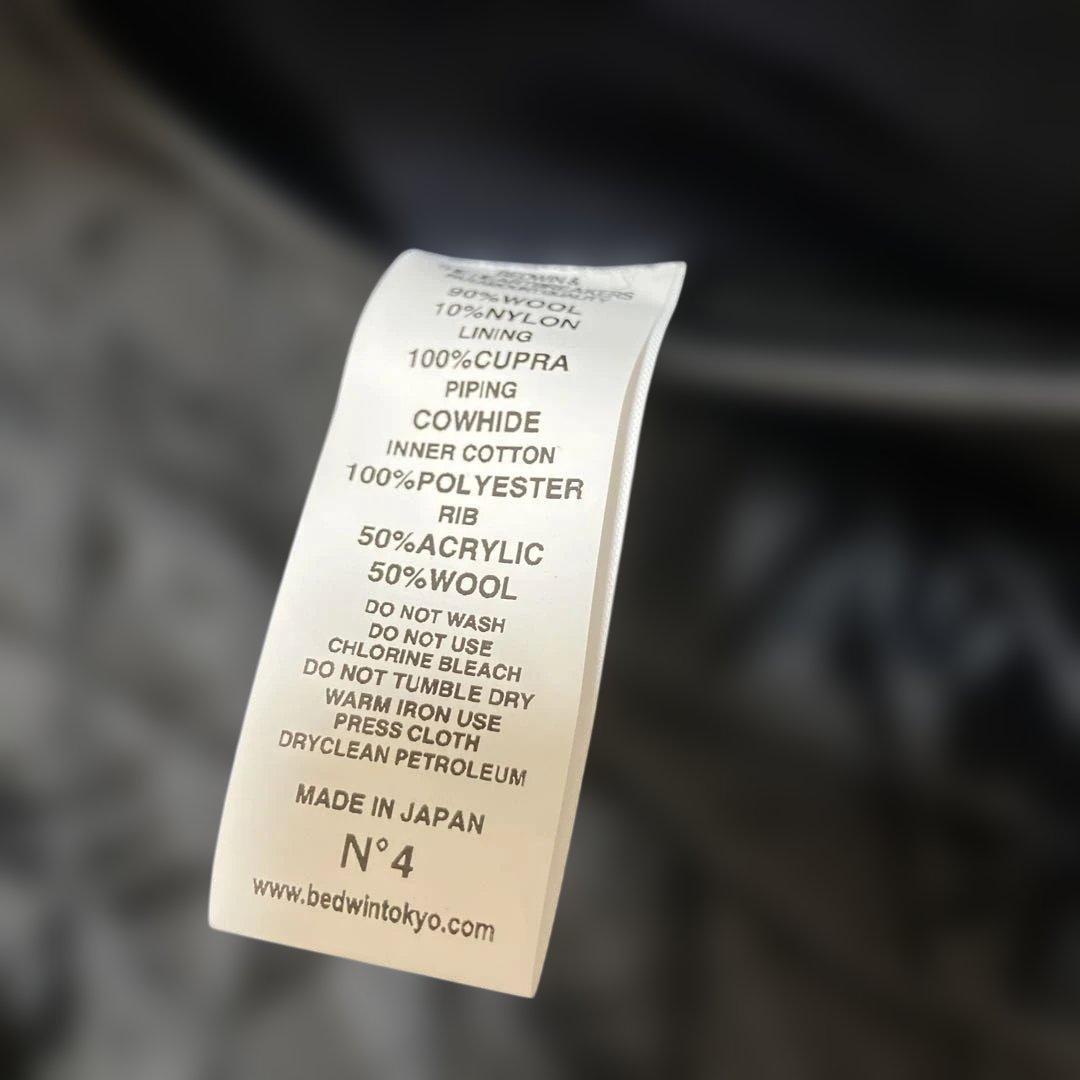 BEDWIN &
90%WOOL
10%NYLON
LINING
100%CUPRA
PIPING
COWHIDE
INNER COTTON
100%POLYESTER
RIB
50%ACRYLIC
50%WOOL
DO NOT WASH
DO NOT USE
CHLORINE BLEACH
DO NOT TUMBLE DRY
WARM IRON USE
PRESS CLOTH
DRYCLEAN PETROLEUM
MADE IN JAPAN
N°4
www.bedwintokyo.com